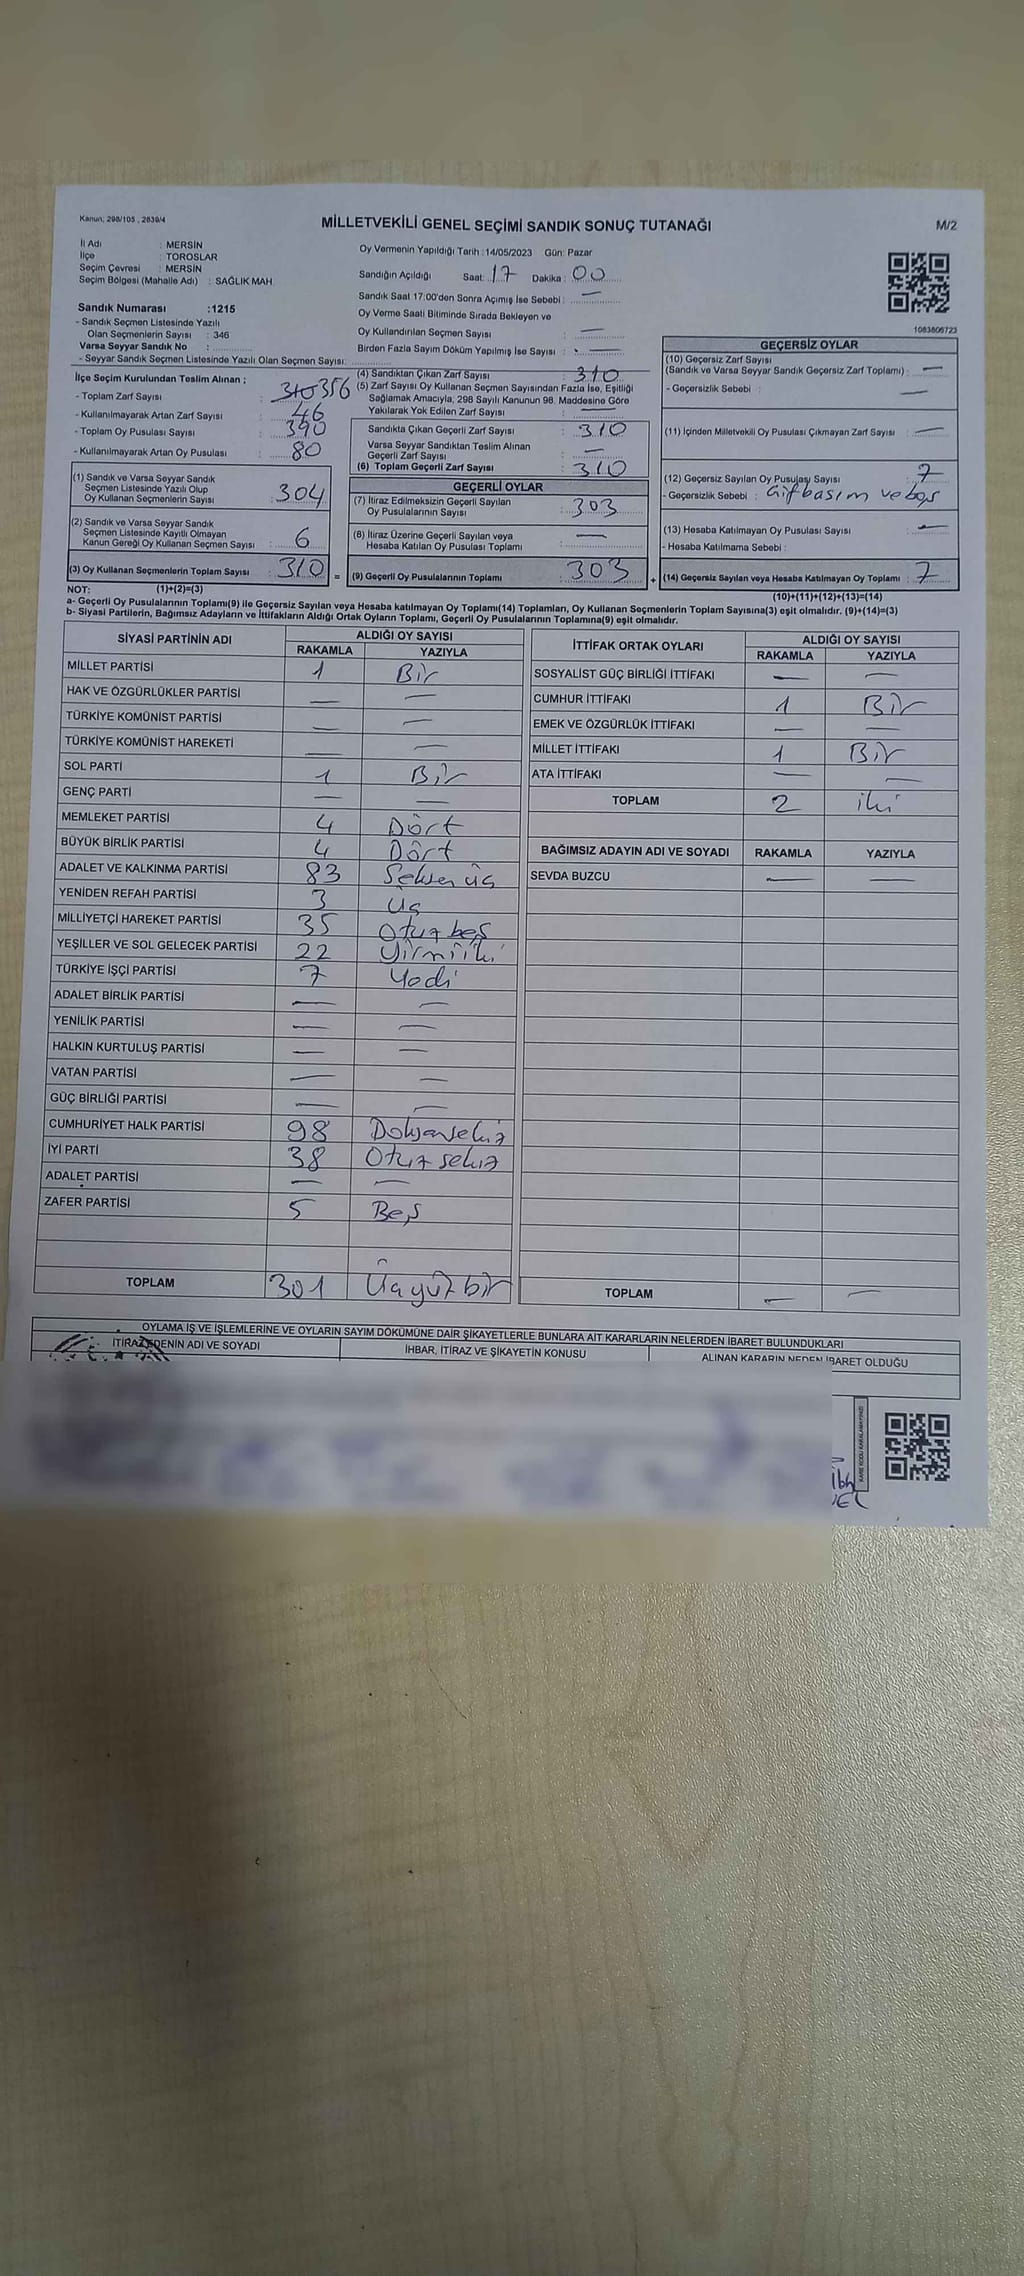 Kanun; 298/105 , 2839/4
MİLLETVEKİLİ GENEL SEÇİMİ SANDIK SONUÇ TUTANAĞI
M/2
İl Adı : MERSİN
İlçe : TOROSLAR
Seçim Çevresi : MERSİN
Seçim Bölgesi (Mahalle Adı) : SAĞLIK MAH.
Sandık Numarası :1215
- Sandık Seçmen Listesinde Yazılı
Olan Seçmenlerin Sayısı : 346
Varsa Seyyar Sandık No :
- Seyyar Sandık Seçmen Listesinde Yazılı Olan Seçmen Sayısı:
Oy Vermenin Yapıldığı Tarih :14/05/2023 Gün: Pazar
Sandığın Açıldığı Saat: 17 Dakika : 00
Sandık Saat 17:00'den Sonra Açılmış İse Sebebi : —
Oy Verme Saati Bitiminde Sırada Bekleyen ve
Oy Kullandırılan Seçmen Sayısı : —
Birden Fazla Sayım Döküm Yapılmış İse Sayısı : —
1083806723
İlçe Seçim Kurulundan Teslim Alınan ;
- Toplam Zarf Sayısı : 310 356
- Kullanılmayarak Artan Zarf Sayısı : 46
- Toplam Oy Pusulası Sayısı : 390
- Kullanılmayarak Artan Oy Pusulası : 80
(1) Sandık ve Varsa Seyyar Sandık
Seçmen Listesinde Yazılı Olup
Oy Kullanan Seçmenlerin Sayısı : 304
(2) Sandık ve Varsa Seyyar Sandık
Seçmen Listesinde Kayıtlı Olmayan
Kanun Gereği Oy Kullanan Seçmen Sayısı : 6
(3) Oy Kullanan Seçmenlerin Toplam Sayısı : 310 =
(1)+(2)=(3)
(4) Sandıktan Çıkan Zarf Sayısı : 310
(5) Zarf Sayısı Oy Kullanan Seçmen Sayısından Fazla İse, Eşitliği
Sağlamak Amacıyla, 298 Sayılı Kanunun 98. Maddesine Göre
Yakılarak Yok Edilen Zarf Sayısı : —
Sandıkta Çıkan Geçerli Zarf Sayısı : 310
Varsa Seyyar Sandıktan Teslim Alınan
Geçerli Zarf Sayısı : —
(6) Toplam Geçerli Zarf Sayısı : 310
GEÇERLİ OYLAR
(7) İtiraz Edilmeksizin Geçerli Sayılan
Oy Pusulalarının Sayısı : 303
(8) İtiraz Üzerine Geçerli Sayılan veya
Hesaba Katılan Oy Pusulası Toplamı : —
(9) Geçerli Oy Pusulalarının Toplamı : 303 +
GEÇERSİZ OYLAR
(10) Geçersiz Zarf Sayısı
(Sandık ve Varsa Seyyar Sandık Geçersiz Zarf Toplamı) : —
- Geçersizlik Sebebi : —
(11) İçinden Milletvekili Oy Pusulası Çıkmayan Zarf Sayısı : —
(12) Geçersiz Sayılan Oy Pusulası Sayısı : 7
- Geçersizlik Sebebi : Çift basım ve boş
(13) Hesaba Katılmayan Oy Pusulası Sayısı : —
- Hesaba Katılmama Sebebi :
(14) Geçersiz Sayılan veya Hesaba Katılmayan Oy Toplamı : 7
(10)+(11)+(12)+(13)=(14)
NOT:
a- Geçerli Oy Pusulalarının Toplamı(9) ile Geçersiz Sayılan veya Hesaba katılmayan Oy Toplamı(14) Toplamları, Oy Kullanan Seçmenlerin Toplam Sayısına(3) eşit olmalıdır. (9)+(14)=(3)
b- Siyasi Partilerin, Bağımsız Adayların ve İttifakların Aldığı Ortak Oyların Toplamı, Geçerli Oy Pusulalarının Toplamına(9) eşit olmalıdır.
SİYASİ PARTİNİN ADI ALDIĞI OY SAYISI
RAKAMLA YAZIYLA
MİLLET PARTİSİ 1 Bir
HAK VE ÖZGÜRLÜKLER PARTİSİ — —
TÜRKİYE KOMÜNİST PARTİSİ — —
TÜRKİYE KOMÜNİST HAREKETİ — —
SOL PARTİ 1 Bir
GENÇ PARTİ — —
MEMLEKET PARTİSİ 4 Dört
BÜYÜK BİRLİK PARTİSİ 4 Dört
ADALET VE KALKINMA PARTİSİ 83 Seksen üç
YENİDEN REFAH PARTİSİ 3 Üç
MİLLİYETÇİ HAREKET PARTİSİ 35 Otuz beş
YEŞİLLER VE SOL GELECEK PARTİSİ 22 Yirmi iki
TÜRKİYE İŞÇİ PARTİSİ 7 Yedi
ADALET BİRLİK PARTİSİ — —
YENİLİK PARTİSİ — —
HALKIN KURTULUŞ PARTİSİ — —
VATAN PARTİSİ — —
GÜÇ BİRLİĞİ PARTİSİ — —
CUMHURİYET HALK PARTİSİ 98 Doksansekiz
İYİ PARTİ 38 Otuz sekiz
ADALET PARTİSİ — —
ZAFER PARTİSİ 5 Beş
TOPLAM 301 Üçyüz bir
İTTİFAK ORTAK OYLARI ALDIĞI OY SAYISI
RAKAMLA YAZIYLA
SOSYALİST GÜÇ BİRLİĞİ İTTİFAKI — —
CUMHUR İTTİFAKI 1 Bir
EMEK VE ÖZGÜRLÜK İTTİFAKI — —
MİLLET İTTİFAKI 1 Bir
ATA İTTİFAKI — —
TOPLAM 2 iki
BAĞIMSIZ ADAYIN ADI VE SOYADI RAKAMLA YAZIYLA
SEVDA BUZCU — —
TOPLAM — —
OYLAMA İŞ VE İŞLEMLERİNE VE OYLARIN SAYIM DÖKÜMÜNE DAİR ŞİKAYETLERLE BUNLARA AİT KARARLARIN NELERDEN İBARET BULUNDUKLARI
İTİRAZ EDENİN ADI VE SOYADI
İHBAR, İTİRAZ VE ŞİKAYETİN KONUSU
ALINAN KARARIN NEDEN İBARET OLDUĞU
KARE KODU KARALAMAYINIZ